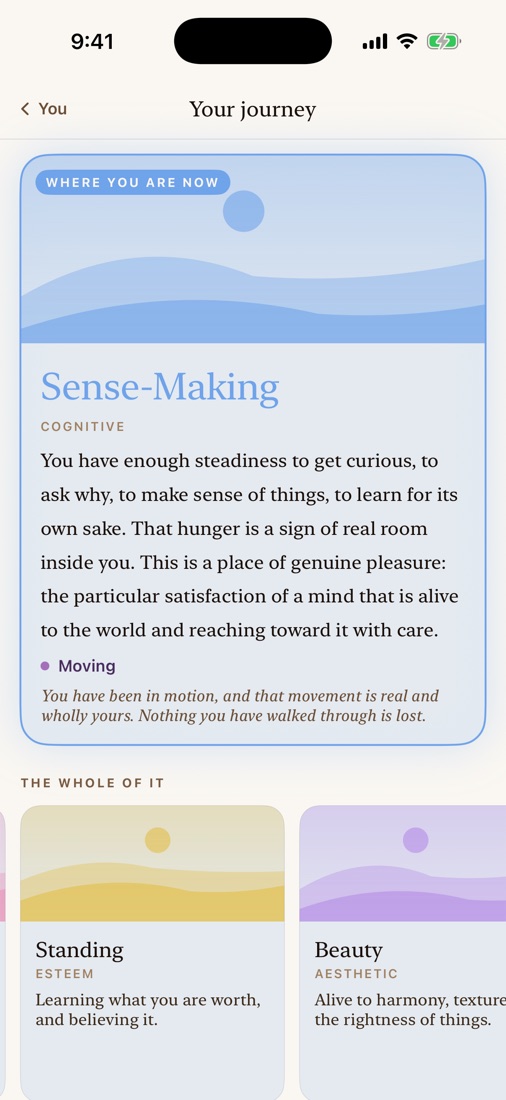 9:41
You
Your journey
WHERE YOU ARE NOW
Sense-Making
COGNITIVE
You have enough steadiness to get curious, to
ask why, to make sense of things, to learn for its
own sake. That hunger is a sign of real room
inside you. This is a place of genuine pleasure:
the particular satisfaction of a mind that is alive
to the world and reaching toward it with care.
Moving
You have been in motion, and that movement is real and
wholly yours. Nothing you have walked through is lost.
THE WHOLE OF IT
Standing
ESTEEM
Learning what you are worth,
and believing it.
Beauty
AESTHETIC
Alive to harmony, texture
the rightness of things.